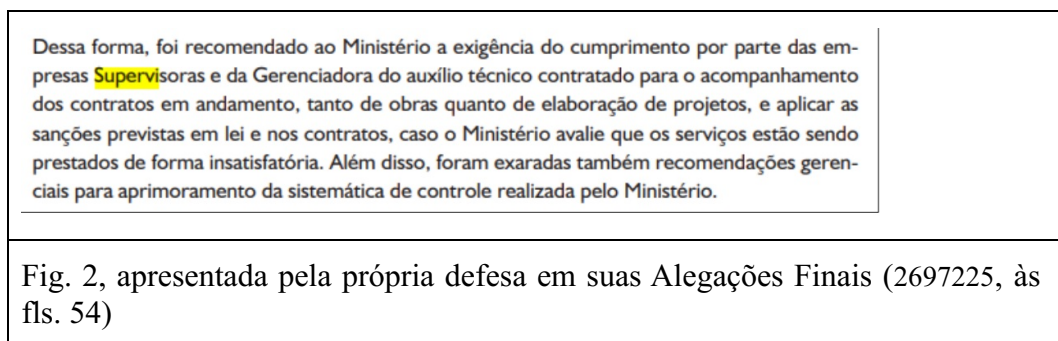 Dessa forma, foi recomendado ao Ministério a exigência do cumprimento por parte das em-
presas Supervisoras e da Gerenciadora do auxílio técnico contratado para o acompanhamento
dos contratos em andamento, tanto de obras quanto de elaboração de projetos, e aplicar as
sanções previstas em lei e nos contratos, caso o Ministério avalie que os serviços estão sendo
prestados de forma insatisfatória. Além disso, foram exaradas também recomendações geren-
ciais para aprimoramento da sistemática de controle realizada pelo Ministério.
Fig. 2, apresentada pela própria defesa em suas Alegações Finais (2697225, às
fls. 54)